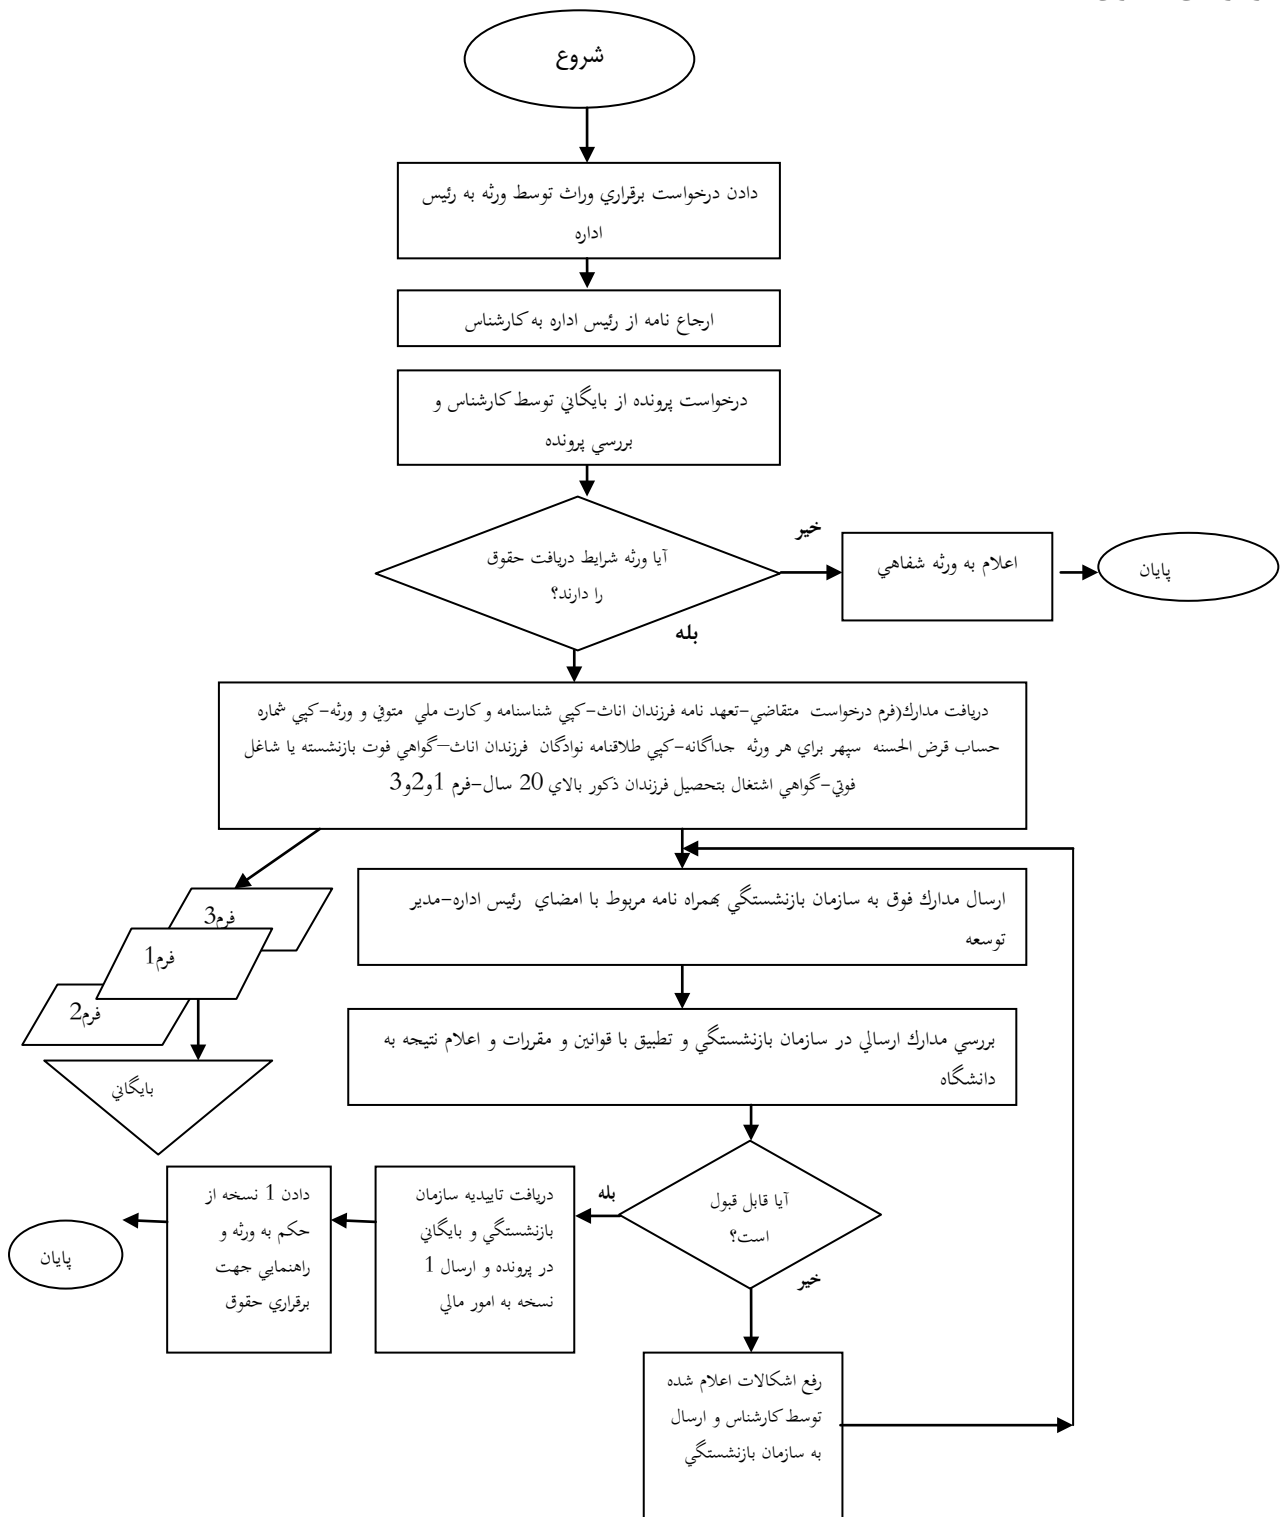 شروع
دادن درخواست برقراري وراث توسط ورثه به رئيس
اداره
ارجاع نامه از رئيس اداره به كارشناس
درخواست پرونده از بايگاني توسط كارشناس و
بررسي پرونده
آيا ورثه شرايط دريافت حقوق
را دارند؟
خير
اعلام به ورثه شفاهي
پايان
بله
دريافت مدارك(فرم درخواست متقاضي-تعهد نامه فرزندان اناث-كپي شناسنامه و كارت ملي متوفي و ورثه-كپي شماره
حساب قرض الحسنه سپهر براي هر ورثه جداگانه-كپي طلاقنامه نوادگان فرزندان اناث–گواهي فوت بازنشسته يا شاغل
فوتي-گواهي اشتغال بتحصيل فرزندان ذكور بالاي 20 سال-فرم 1و2و3
ارسال مدارك فوق به سازمان بازنشستگي بهمراه نامه مربوط با امضاي رئيس اداره-مدير
توسعه
فرم3
فرم1
فرم2
بايگاني
بررسي مدارك ارسالي در سازمان بازنشستگي و تطبيق با قوانين و مقررات و اعلام نتيجه به
دانشگاه
آيا قابل قبول
است؟
بله
دريافت تاييديه سازمان
بازنشستگي و بايگاني
در پرونده و ارسال 1
نسخه به امور مالي
دادن 1 نسخه از
حكم به ورثه و
راهنمايي جهت
برقراري حقوق
پايان
خير
رفع اشكالات اعلام شده
توسط كارشناس و ارسال
به سازمان بازنشستگي